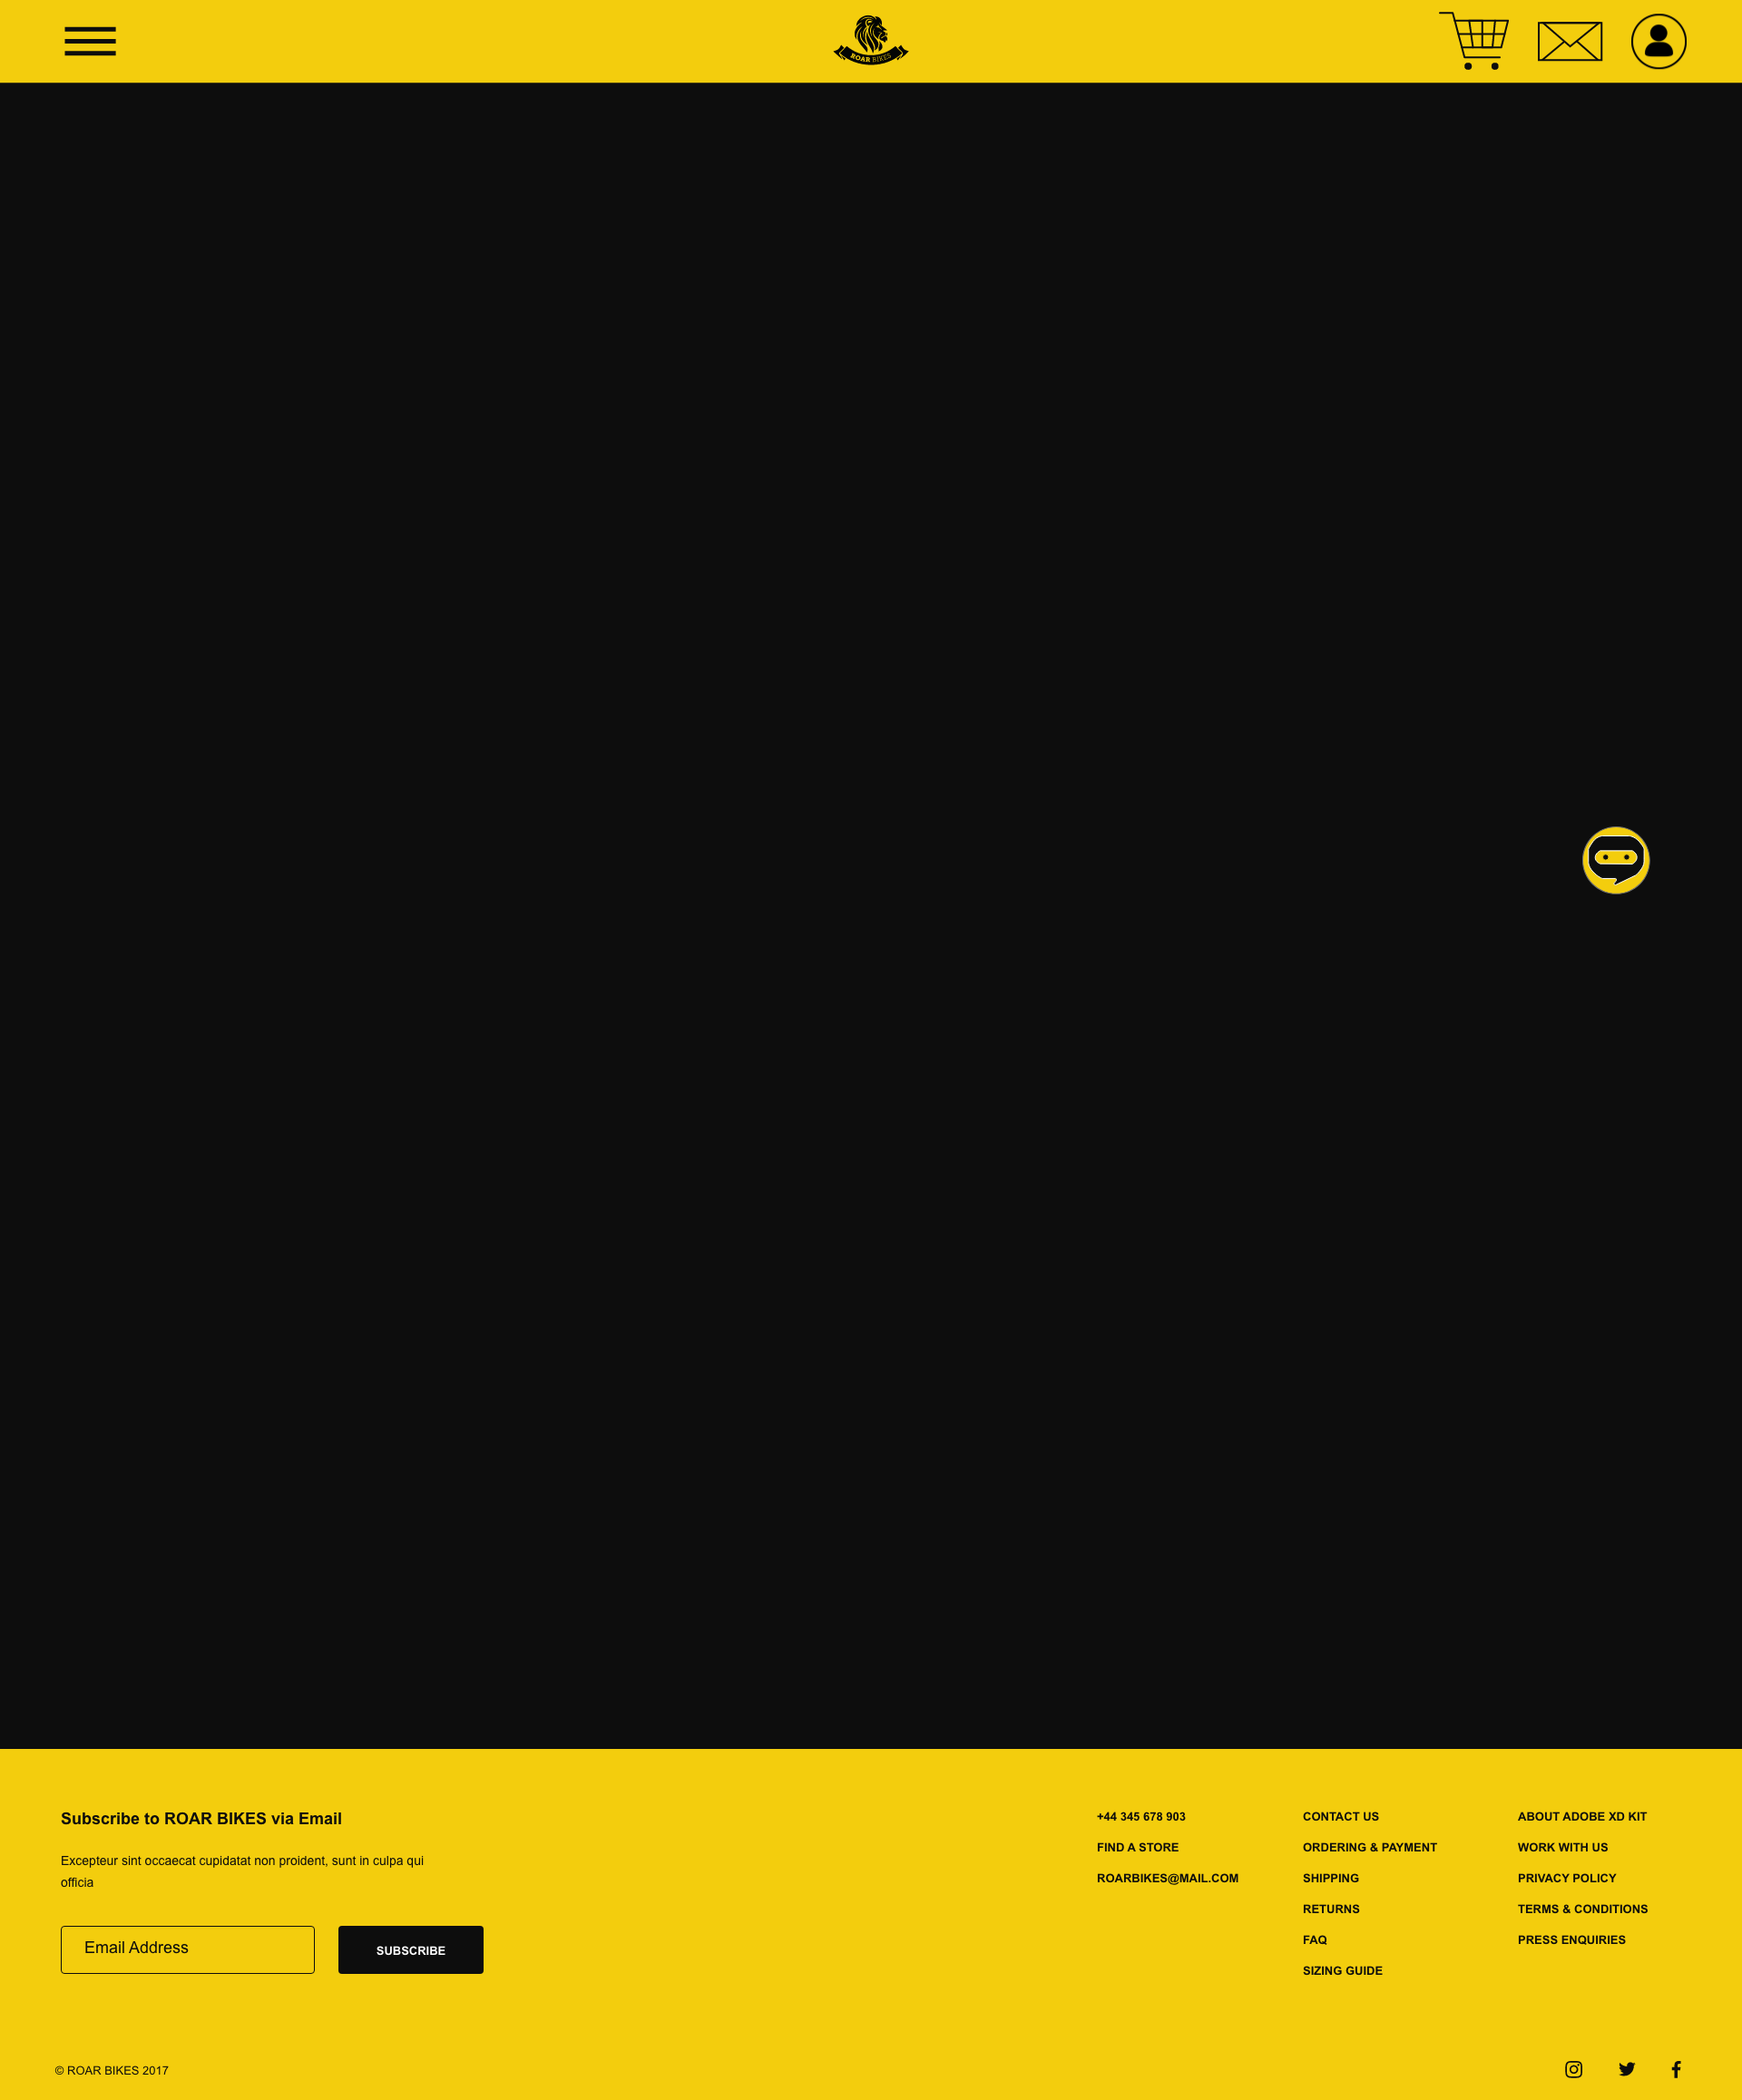 ROAR BIKES
Subscribe to ROAR BIKES via Email
Excepteur sint occaecat cupidatat non proident, sunt in culpa qui
officia
Email Address
SUBSCRIBE
+44 345 678 903
FIND A STORE
ROARBIKES@MAIL.COM
CONTACT US
ORDERING & PAYMENT
SHIPPING
RETURNS
FAQ
SIZING GUIDE
ABOUT ADOBE XD KIT
WORK WITH US
PRIVACY POLICY
TERMS & CONDITIONS
PRESS ENQUIRIES
© ROAR BIKES 2017